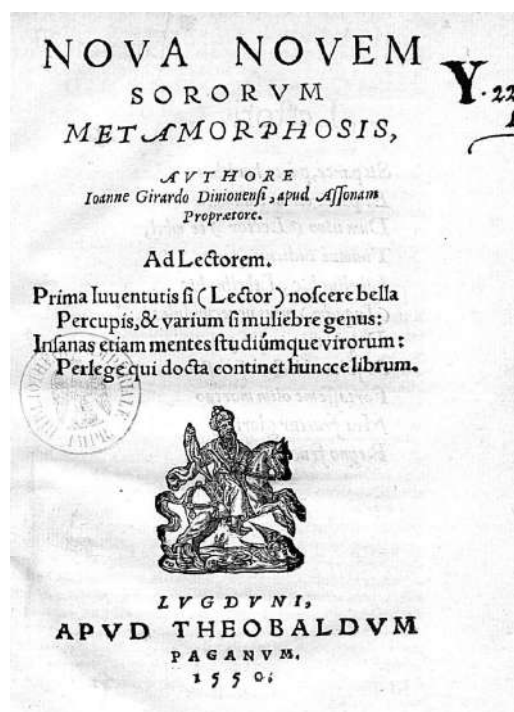 NOVA NOVEM
SORORVM
METAMORPHOSIS,
AVTHORE
Ioanne Girardo Diuionensi, apud Assonam
Proprætore.
Ad Lectorem.
Prima Iuuentutis si (Lector) noscere bella
Percupis, & varium si muliebre genus:
Insanas etiam mentes studiúmque virorum:
Perlege qui docta continet huncce librum.
LVGDVNI,
APVD THEOBALDVM
PAGANVM.
1550.
Y. 22